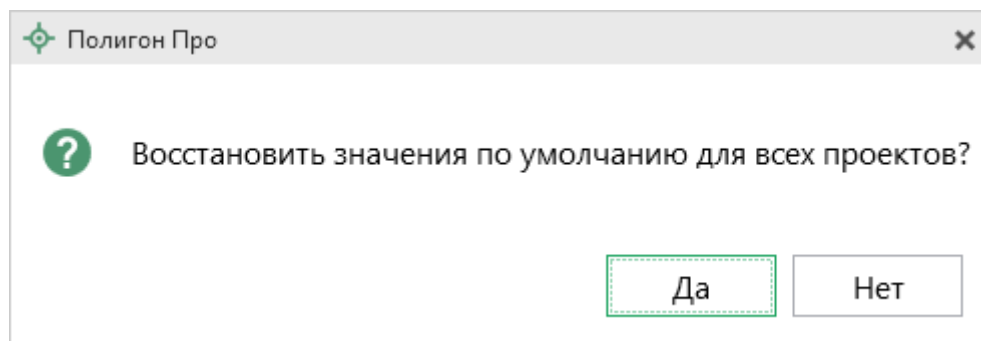 Полигон Про
Восстановить значения по умолчанию для всех проектов?
Да
Нет